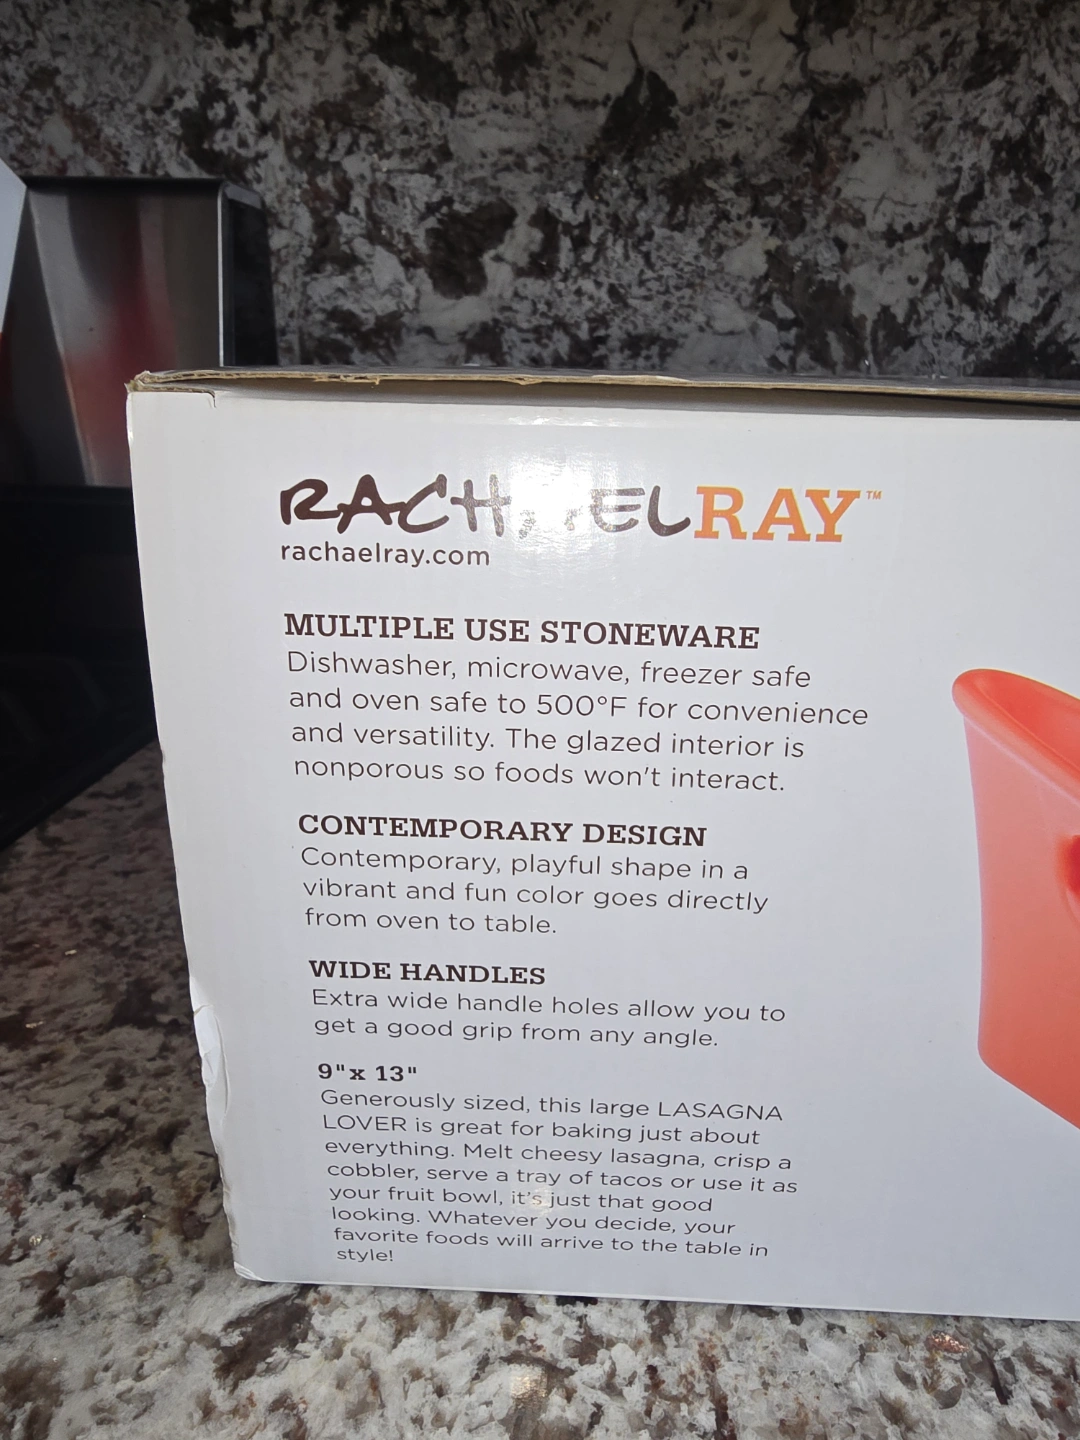 RACHAELRAY™
rachaelray.com
MULTIPLE USE STONEWARE
Dishwasher, microwave, freezer safe
and oven safe to 500°F for convenience
and versatility. The glazed interior is
nonporous so foods won't interact.
CONTEMPORARY DESIGN
Contemporary, playful shape in a
vibrant and fun color goes directly
from oven to table.
WIDE HANDLES
Extra wide handle holes allow you to
get a good grip from any angle.
9"x 13"
Generously sized, this large LASAGNA
LOVER is great for baking just about
everything. Melt cheesy lasagna, crisp a
cobbler, serve a tray of tacos or use it as
your fruit bowl, it's just that good
looking. Whatever you decide, your
favorite foods will arrive to the table in
style!